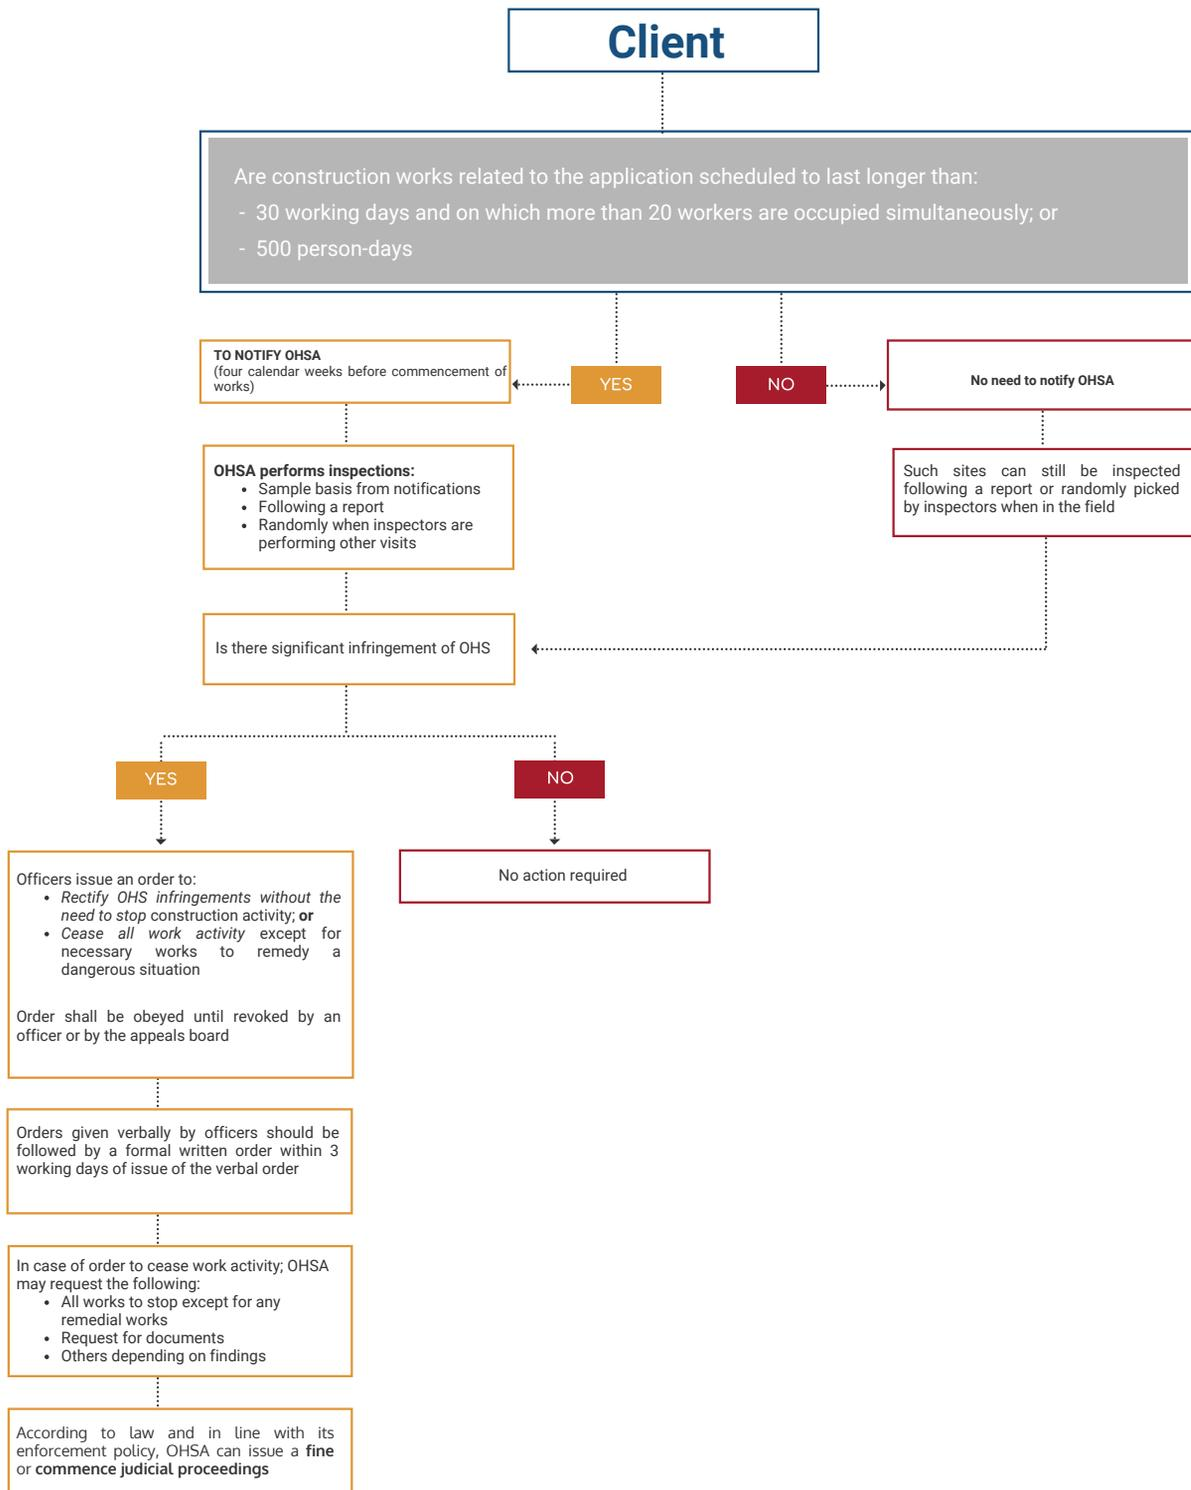 Client
Are construction works related to the application scheduled to last longer than:
- 30 working days and on which more than 20 workers are occupied simultaneously; or
- 500 person-days
TO NOTIFY OHSA
(four calendar weeks before commencement of
works)
YES
NO
No need to notify OHSA
OHSA performs inspections:
• Sample basis from notifications
• Following a report
• Randomly when inspectors are
performing other visits
Such sites can still be inspected
following a report or randomly picked
by inspectors when in the field
Is there significant infringement of OHS
YES
NO
Officers issue an order to:
• Rectify OHS infringements without the
need to stop construction activity; or
• Cease all work activity except for
necessary works to remedy a
dangerous situation
Order shall be obeyed until revoked by an
officer or by the appeals board
No action required
Orders given verbally by officers should be
followed by a formal written order within 3
working days of issue of the verbal order
In case of order to cease work activity; OHSA
may request the following:
• All works to stop except for any
remedial works
• Request for documents
• Others depending on findings
According to law and in line with its
enforcement policy, OHSA can issue a fine
or commence judicial proceedings